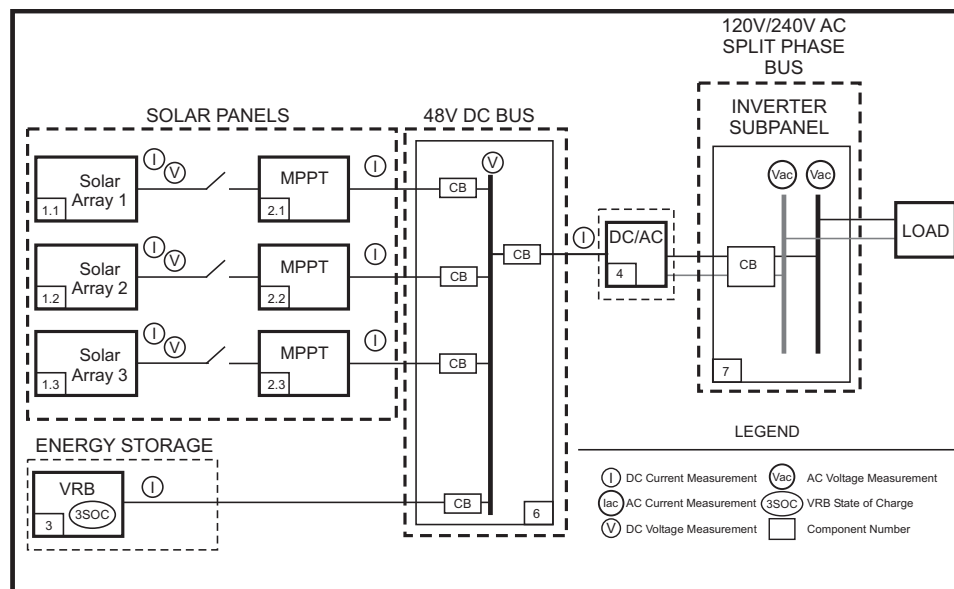 120V/240V AC
SPLIT PHASE
BUS
SOLAR PANELS
48V DC BUS
INVERTER
SUBPANEL
Solar
Array 1
1.1
I
V
MPPT
2.1
I
CB
V
Vac
Vac
LOAD
Solar
Array 2
1.2
I
V
MPPT
2.2
I
CB
CB
I
DC/AC
4
CB
Solar
Array 3
1.3
I
V
MPPT
2.3
I
CB
7
ENERGY STORAGE
VRB
3SOC
3
I
CB
6
LEGEND
I DC Current Measurement
Vac AC Voltage Measurement
Iac AC Current Measurement
3SOC VRB State of Charge
V DC Voltage Measurement
Component Number